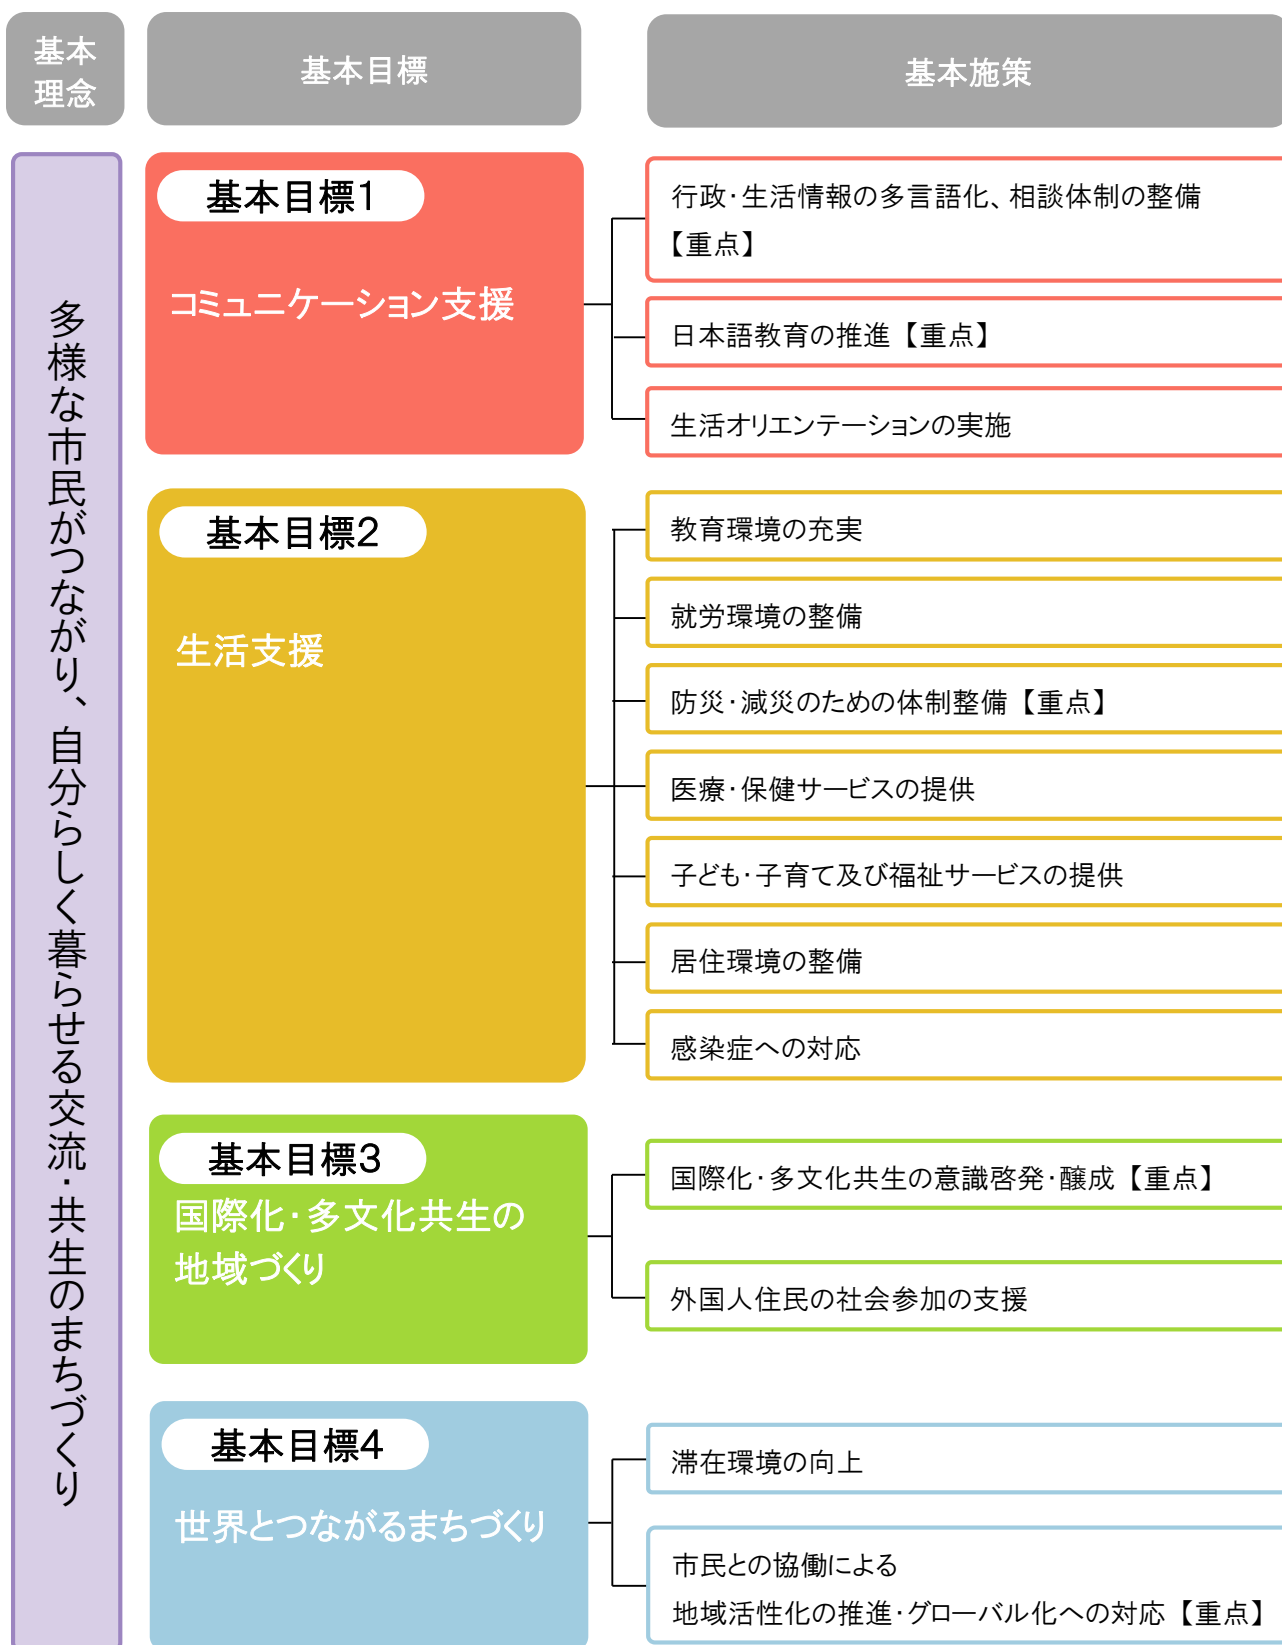 基本
理念
基本目標
基本施策
多様な市民がつながり、自分らしく暮らせる交流・共生のまちづくり
基本目標1
コミュニケーション支援
行政・生活情報の多言語化、相談体制の整備
【重点】
日本語教育の推進【重点】
生活オリエンテーションの実施
基本目標2
生活支援
教育環境の充実
就労環境の整備
防災・減災のための体制整備【重点】
医療・保健サービスの提供
子ども・子育て及び福祉サービスの提供
居住環境の整備
感染症への対応
基本目標3
国際化・多文化共生の
地域づくり
国際化・多文化共生の意識啓発・醸成【重点】
外国人住民の社会参加の支援
基本目標4
世界とつながるまちづくり
滞在環境の向上
市民との協働による
地域活性化の推進・グローバル化への対応【重点】